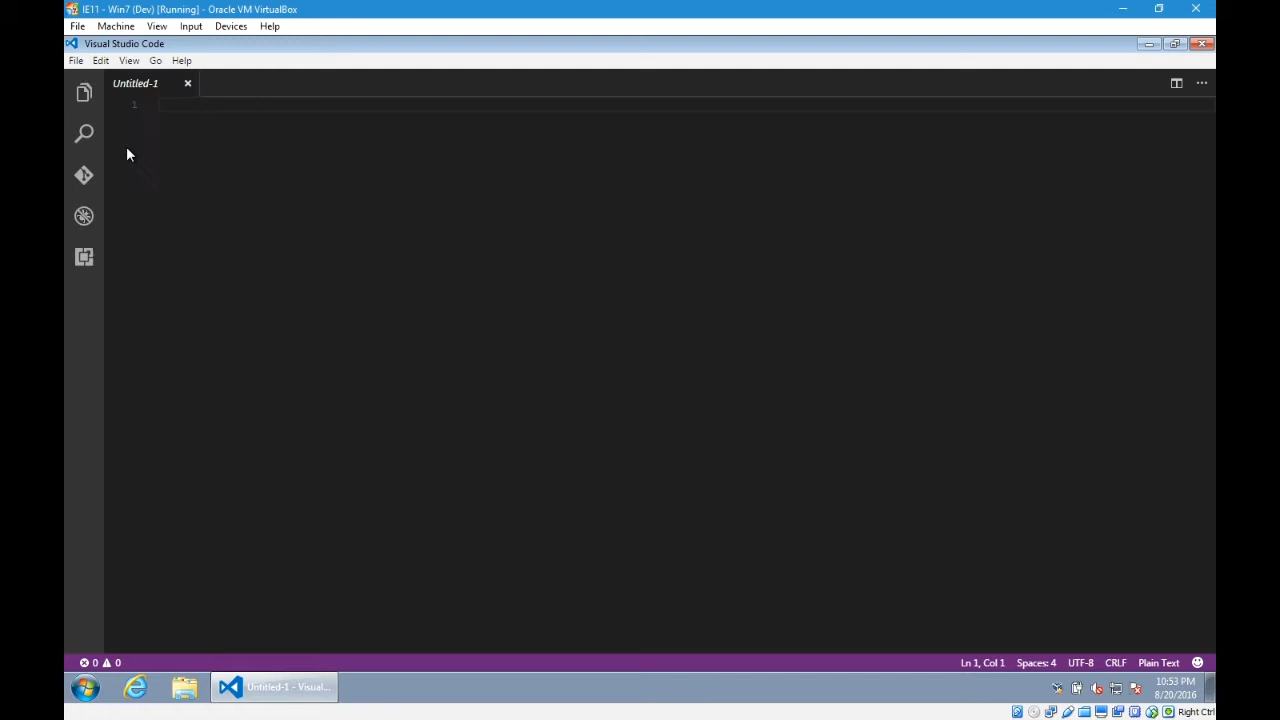 IE11 - Win7 (Dev) [Running] - Oracle VM VirtualBox
File Machine View Input Devices Help
Visual Studio Code
File Edit View Go Help
Untitled-1
1
0 0 Ln 1, Col 1 Spaces: 4 UTF-8 CRLF Plain Text
Untitled-1 - Visual...
10:53 PM
8/20/2016
Right Ctrl